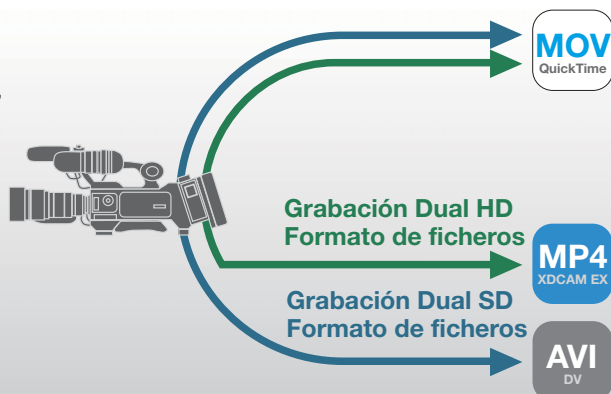 MOV
QuickTime
Grabación Dual HD
Formato de ficheros
MP4
XDCAM EX
Grabación Dual SD
Formato de ficheros
AVI
DV